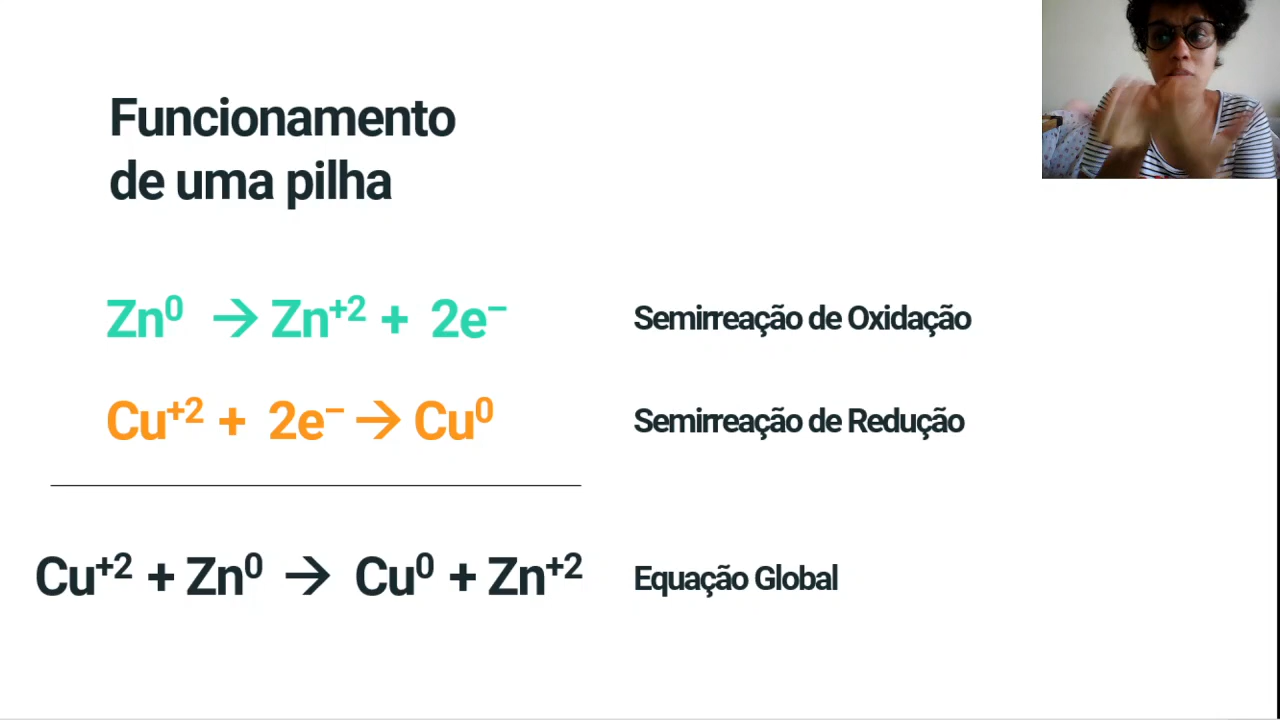 Funcionamento
de uma pilha
Zn⁰ → Zn⁺² + 2e⁻ Semirreação de Oxidação
Cu⁺² + 2e⁻ → Cu⁰ Semirreação de Redução
Cu⁺² + Zn⁰ → Cu⁰ + Zn⁺² Equação Global